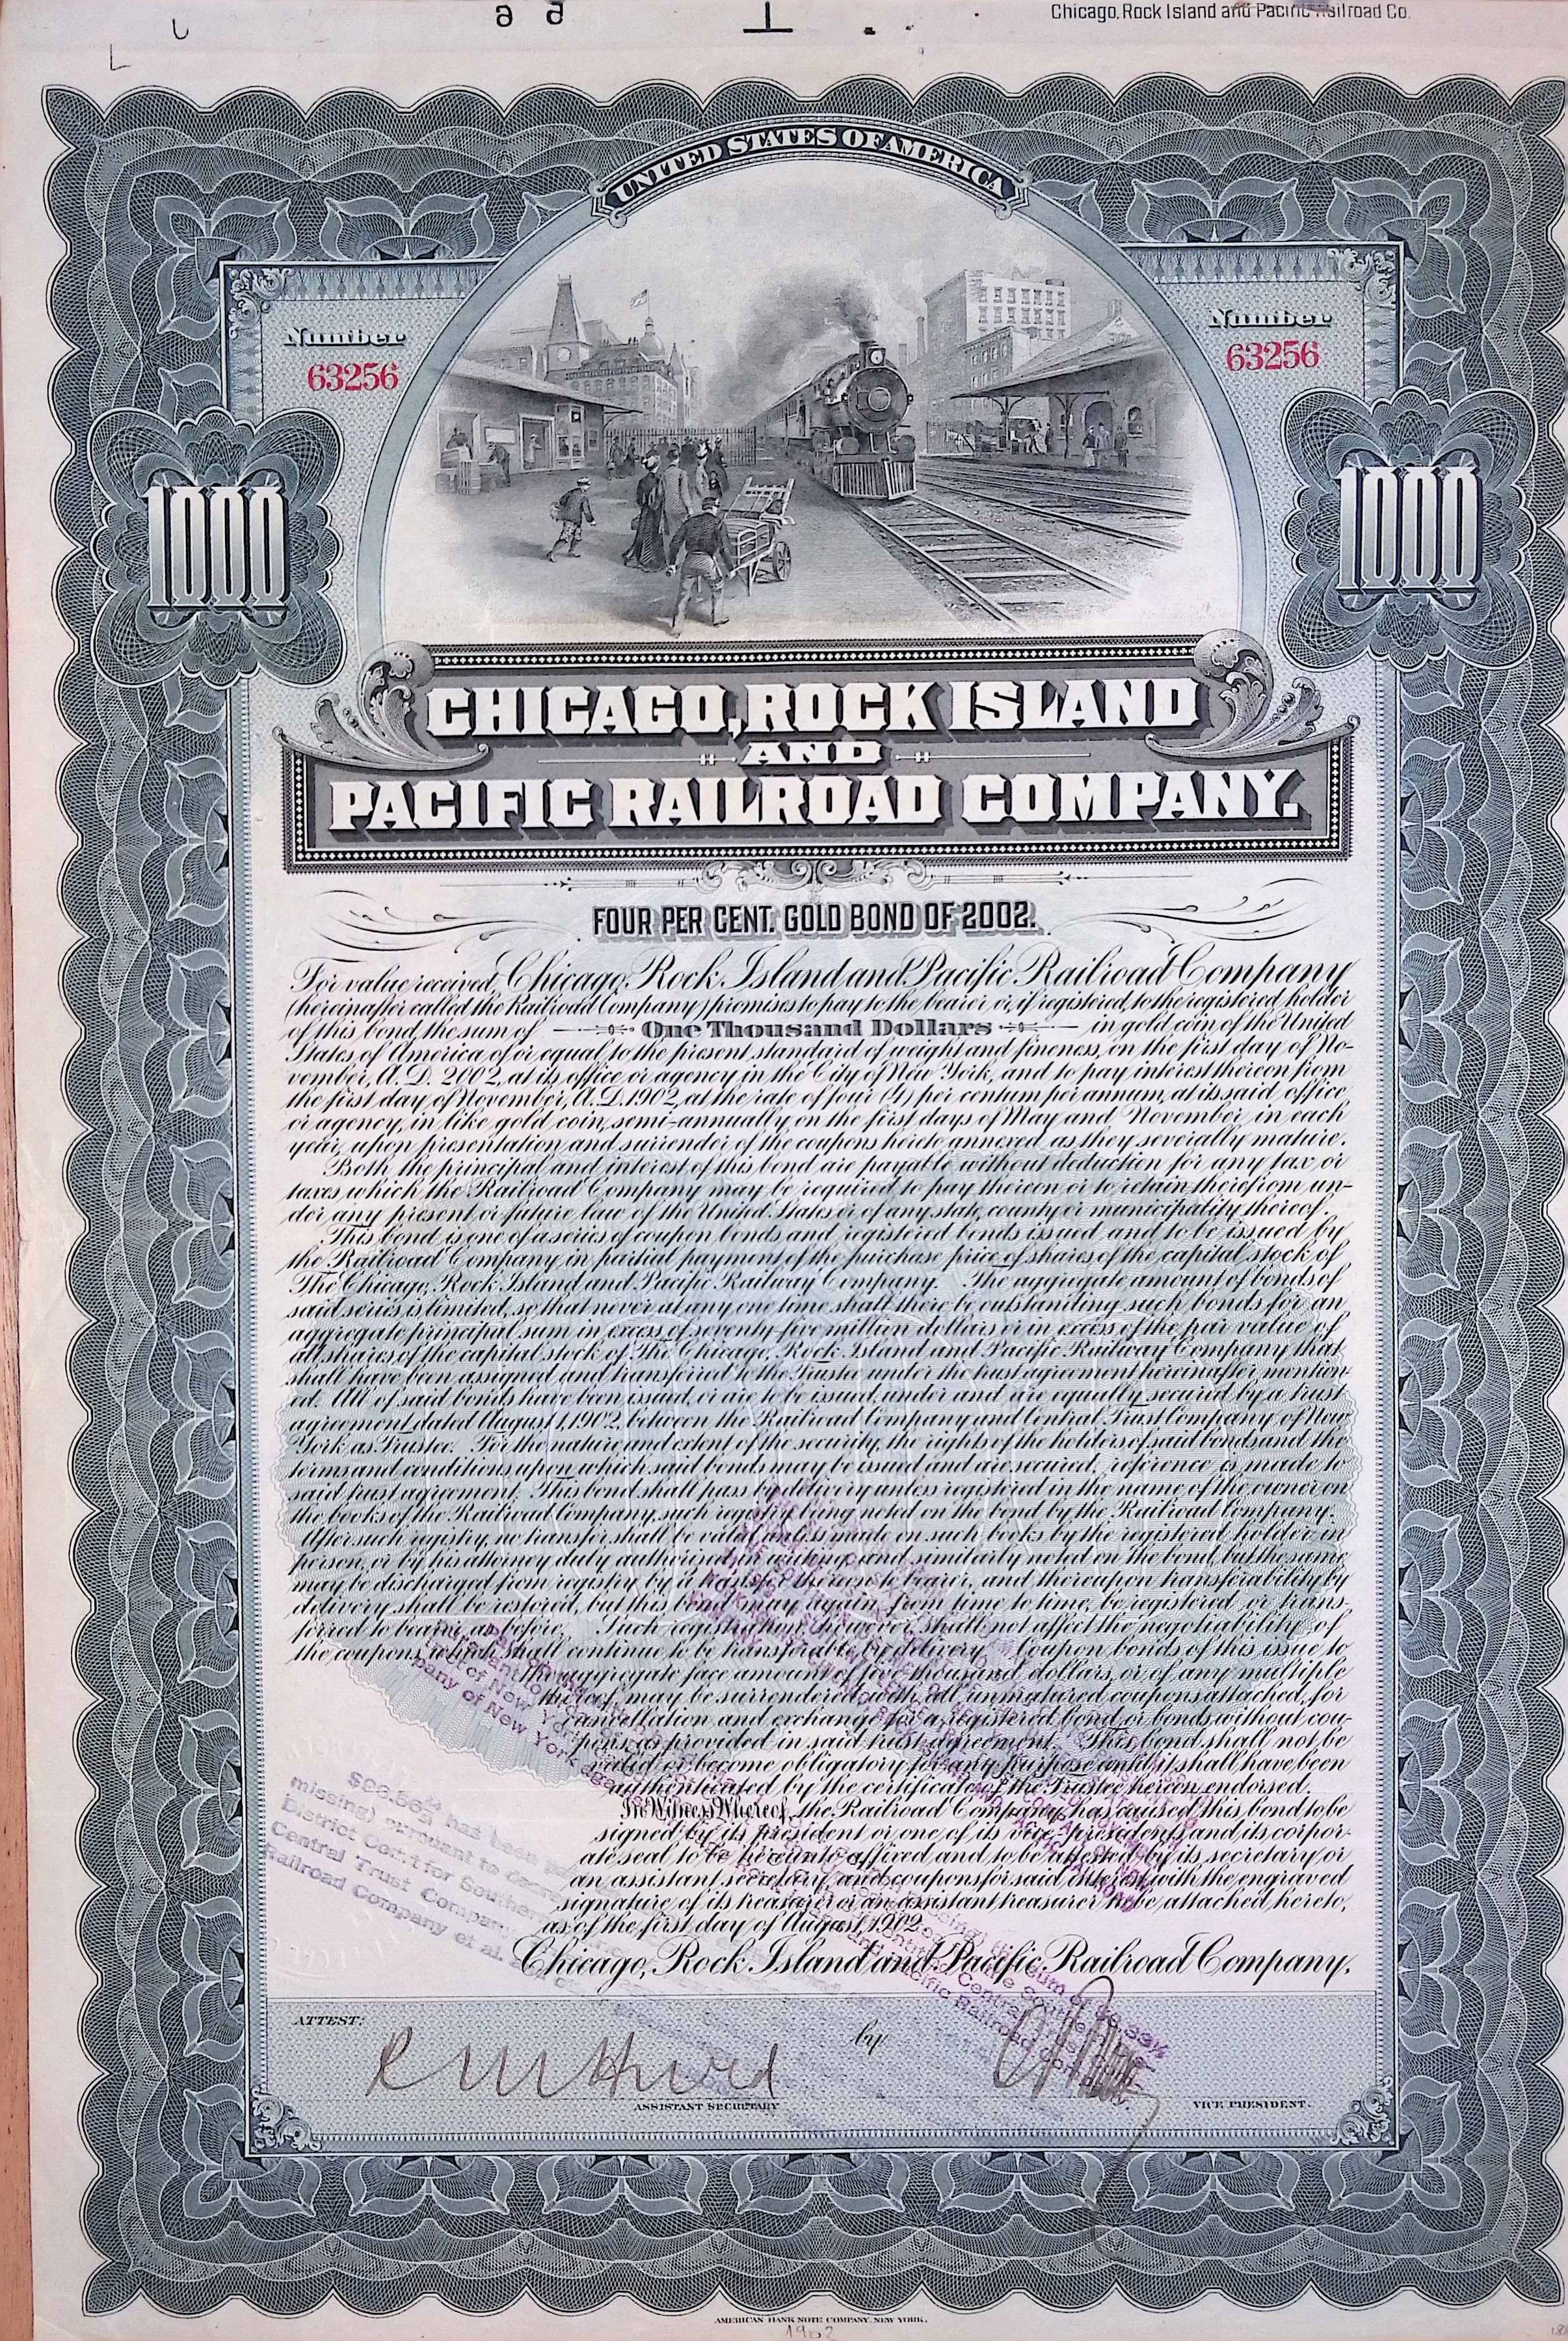 Chicago, Rock Island and Pacific Railroad Co.
UNITED STATES OF AMERICA
Number
63256
Number
63256
1000
1000
CHICAGO, ROCK ISLAND
AND
PACIFIC RAILROAD COMPANY.
FOUR PER CENT. GOLD BOND OF 2002.
For value received, Chicago, Rock Island and Pacific Railroad Company
(hereinafter called the Railroad Company) promises to pay to the bearer or, if registered, to the registered holder
of this bond, the sum of One Thousand Dollars in gold coin of the United
States of America of or equal to the present standard of weight and fineness, on the first day of No-
vember, A.D. 2002, at its office or agency in the City of New York, and to pay interest thereon from
the first day of November, A.D. 1902, at the rate of four (4) per centum per annum, at its said office
or agency, in like gold coin, semi-annually, on the first days of May and November in each
year, upon presentation and surrender of the coupons hereto annexed, as they severally mature.
Both the principal and interest of this bond are payable without deduction for any tax or
taxes which the Railroad Company may be required to pay thereon or to retain therefrom un-
der any present or future law of the United States or of any state, county or municipality thereof.
This bond is one of a series of coupon bonds and registered bonds issued and to be issued by
the Railroad Company in partial payment of the purchase price of shares of the capital stock of
The Chicago, Rock Island and Pacific Railway Company. The aggregate amount of bonds of
said series is limited, so that never at any one time shall there be outstanding such bonds for an
aggregate principal sum in excess of seventy-five million dollars or in excess of the par value of
all shares of the capital stock of The Chicago, Rock Island and Pacific Railway Company that
shall have been assigned and transferred to the Trustee under the trust agreement hereinafter mention-
ed. All of said bonds have been issued, or are to be issued, under and are equally secured by a trust
agreement, dated August 1, 1902, between the Railroad Company and Central Trust Company of New
York as Trustee. For the nature and extent of the security, the rights of the holders of said bonds and the
terms and conditions upon which said bonds may be issued and are secured, reference is made to
said trust agreement. This bond shall pass by delivery unless registered in the name of the owner on
the books of the Railroad Company, such registry being noted on the bond by the Railroad Company.
After such registry, no transfer shall be valid unless made on such books by the registered holder in
person, or by his attorney duly authorised in writing and similarly noted on the bond, but the same
may be discharged from registry by a transfer thereon to bearer, and thereupon transferability by
delivery shall be restored, but this bond may again, from time to time, be registered or trans-
ferred to bearer, as before. Such registration, however, shall not affect the negotiability of
the coupons, which shall continue to be transferable by delivery. Coupon bonds of this issue to
the aggregate face amount of five thousand dollars, or of any multiple
thereof, may be surrendered, with all unmatured coupons attached, for
cancellation and exchange for a registered bond or bonds without cou-
pons, as provided in said trust agreement. This bond shall not be
valid or become obligatory for any purpose until it shall have been
authenticated by the certificate of the Trustee hereon endorsed.
In Witness Whereof, the Railroad Company has caused this bond to be
signed by its president or one of its vice-presidents and its corpor-
ate seal to be hereunto affixed and to be attested by its secretary or
an assistant secretary, and coupons for said interest with the engraved
signature of its treasurer or an assistant treasurer to be attached hereto,
as of the first day of August, 1902.
missing) pursuant to decree
District Court for Southern
Central Trust Company
Railroad Company et al.
Chicago, Rock Island and Pacific Railroad Company,
ATTEST:
by
ASSISTANT SECRETARY
VICE PRESIDENT.
AMERICAN BANK NOTE COMPANY, NEW YORK.
1902